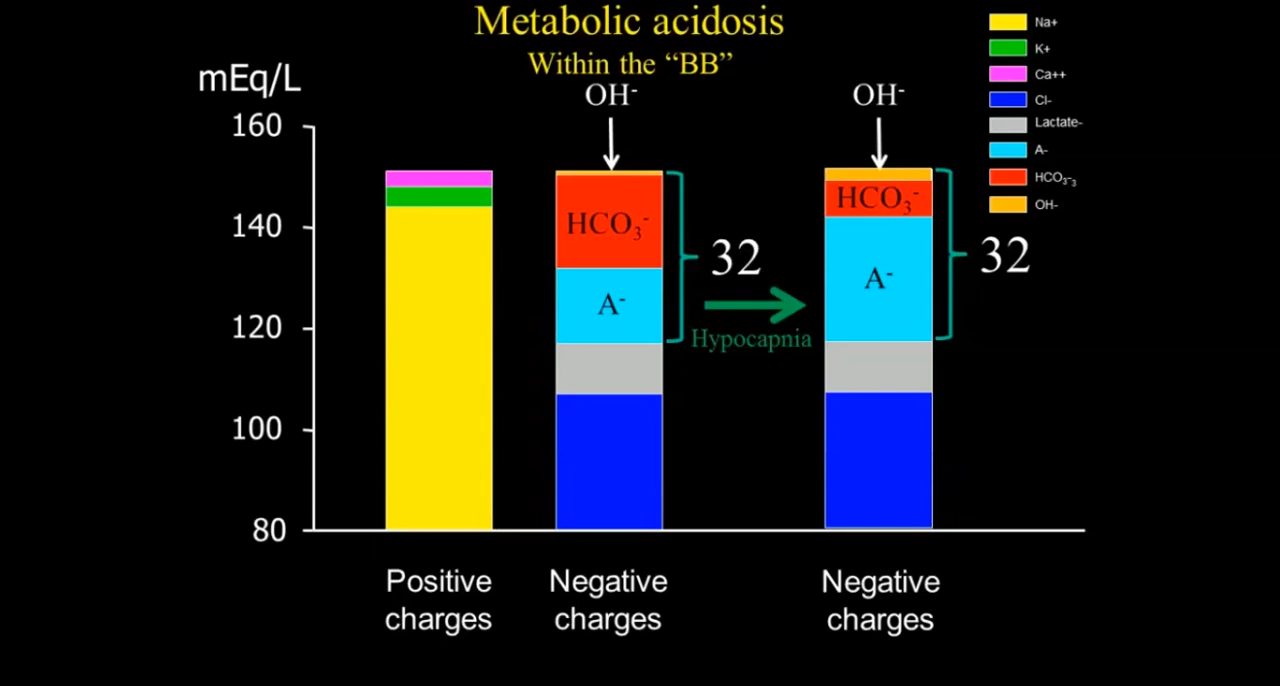 Metabolic acidosis
Within the “BB”
mEq/L
OH-
OH-
160
140
120
100
80
HCO3-
A-
32
Hypocapnia
HCO3-
A-
32
Positive
charges
Negative
charges
Negative
charges
Na+
K+
Ca++
Cl-
Lactate-
A-
HCO3-3
OH-